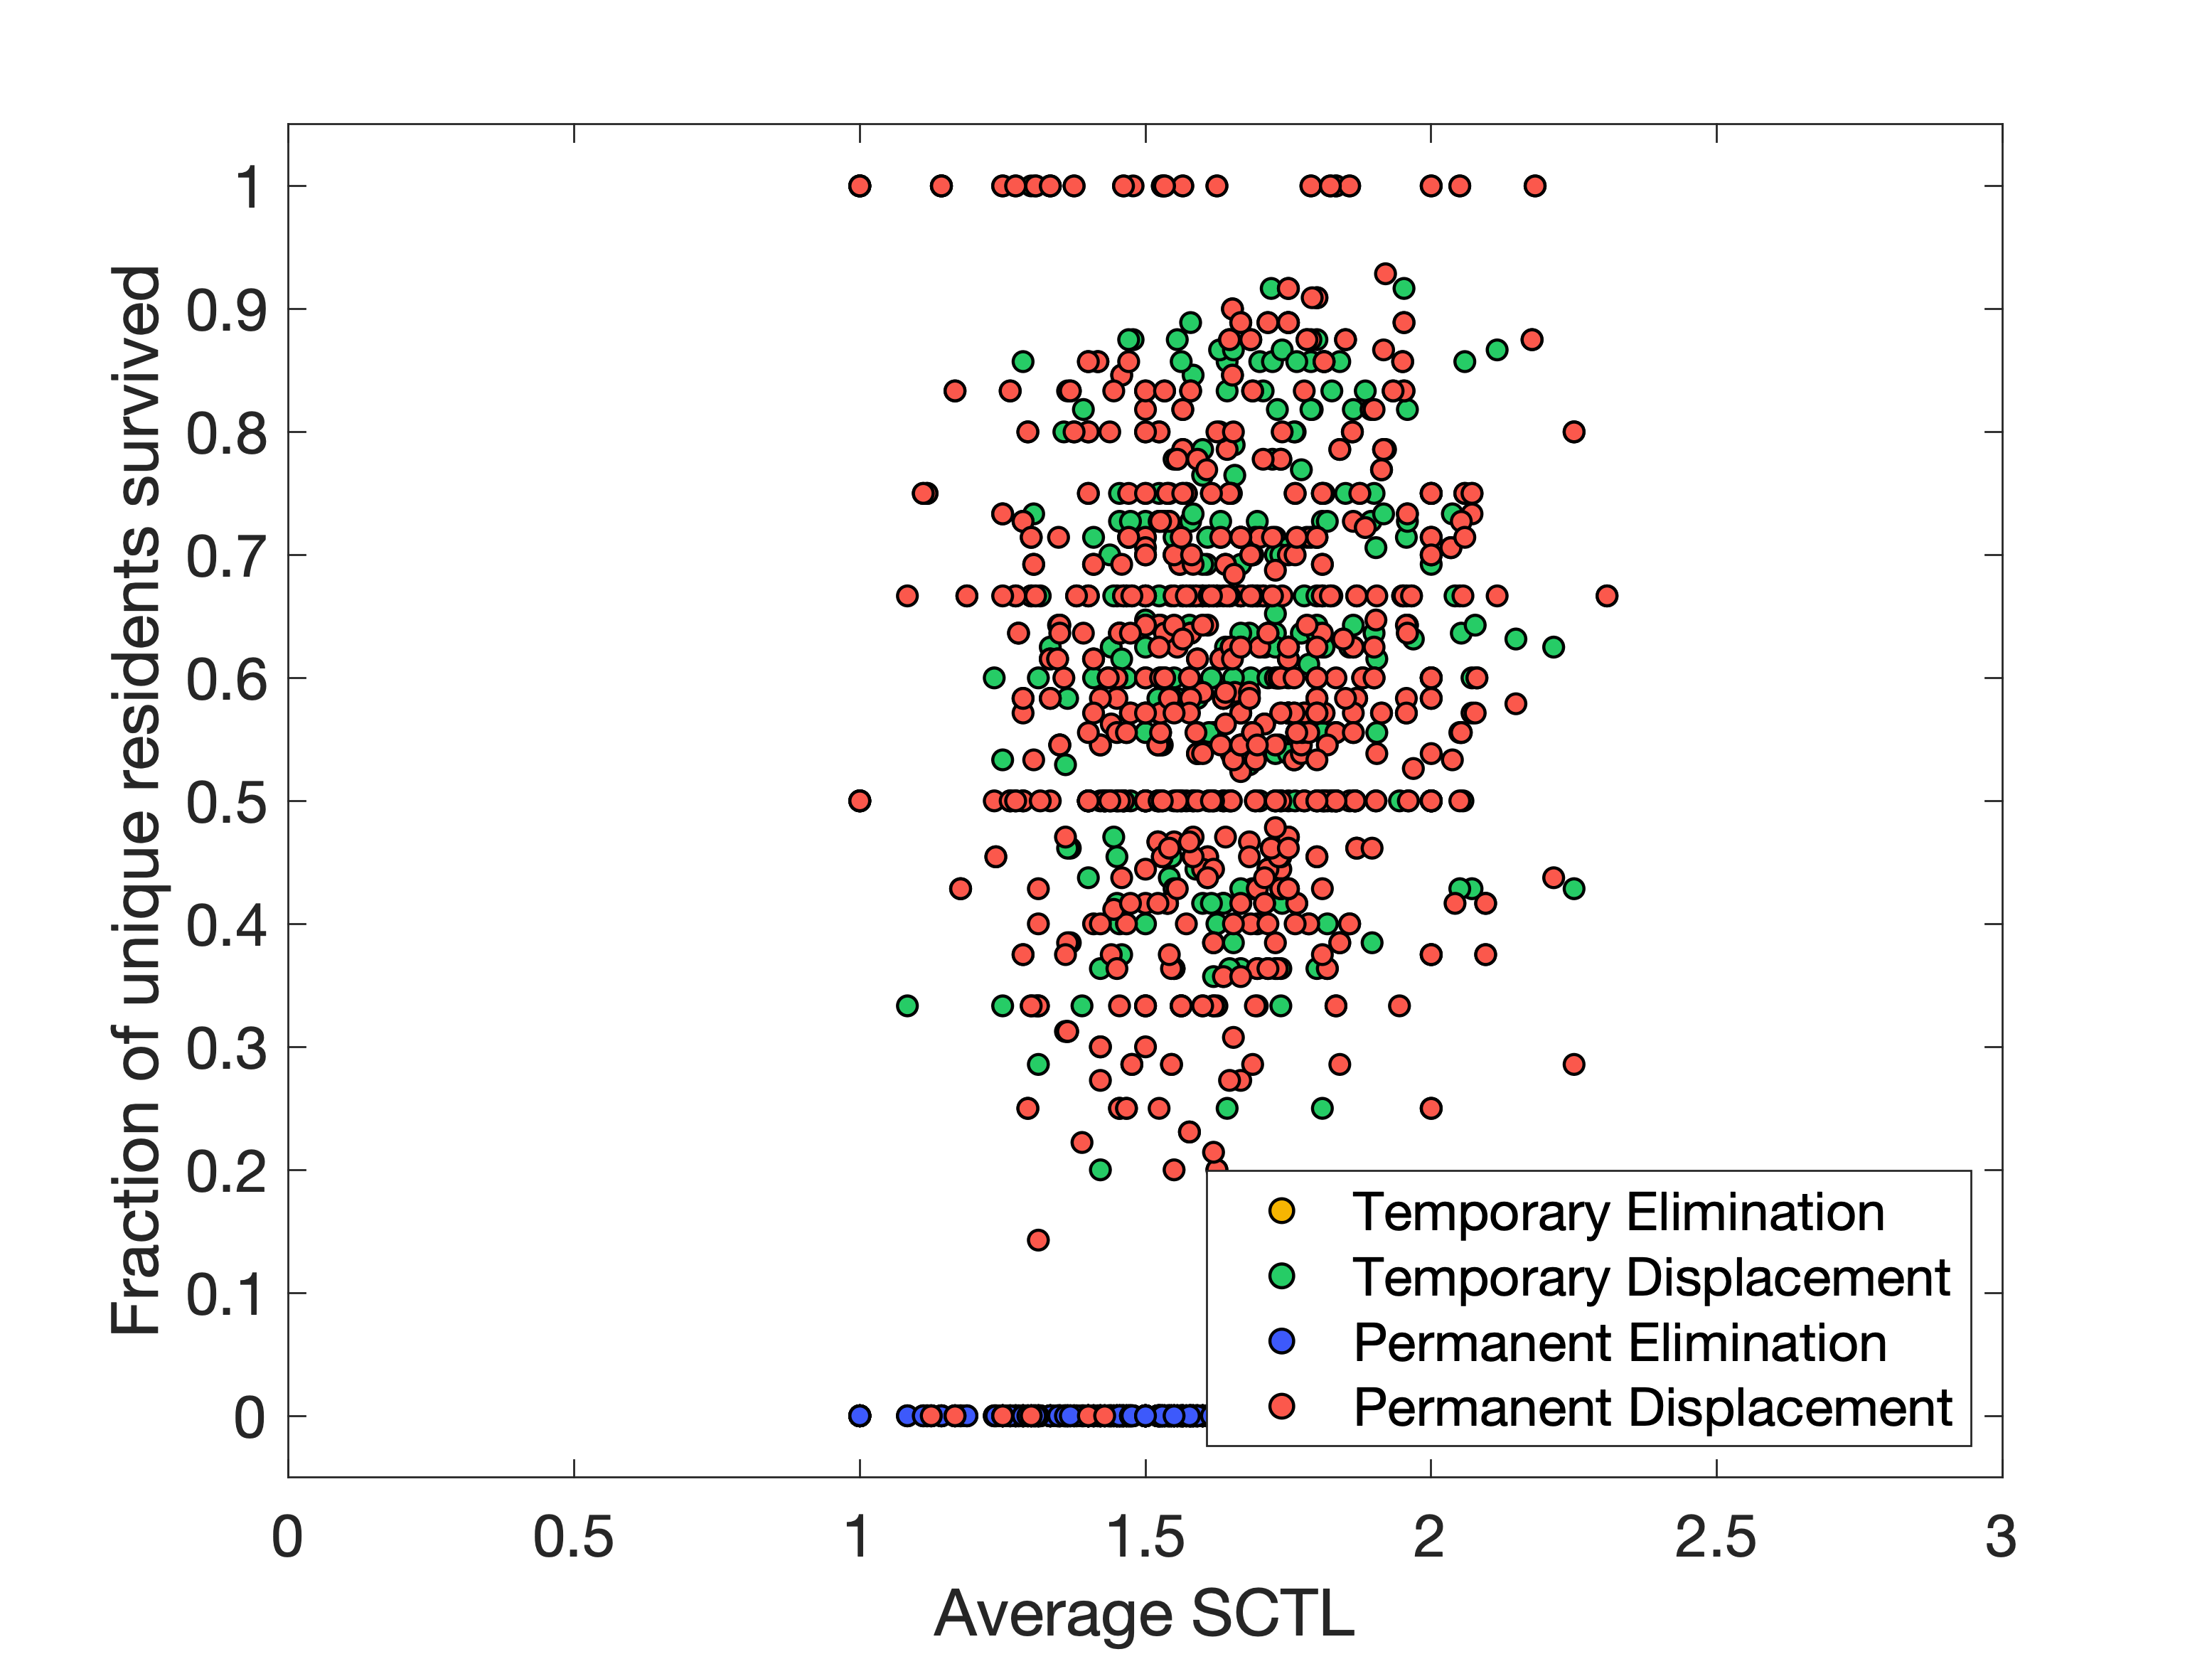 Fraction of unique residents survived
1
0.9
0.8
0.7
0.6
0.5
0.4
0.3
0.2
0.1
0
Temporary Elimination
Temporary Displacement
Permanent Elimination
Permanent Displacement
0 0.5 1 1.5 2 2.5 3
Average SCTL